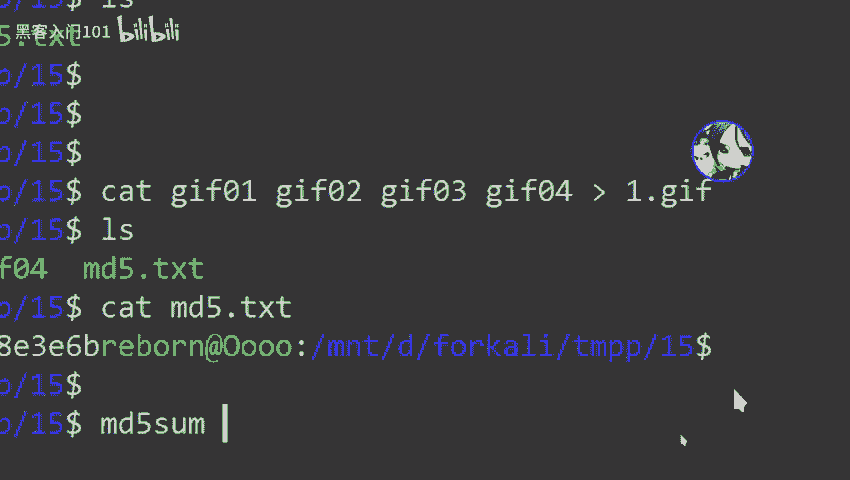 ls
黑客入门101 bilibili
5.txt
p/15$
p/15$
p/15$
p/15$ cat gif01 gif02 gif03 gif04 > 1.gif
p/15$ ls
f04 md5.txt
p/15$ cat md5.txt
8e3e6breborn@Oooo:/mnt/d/forkali/tmpp/15$
p/15$
p/15$ md5sum